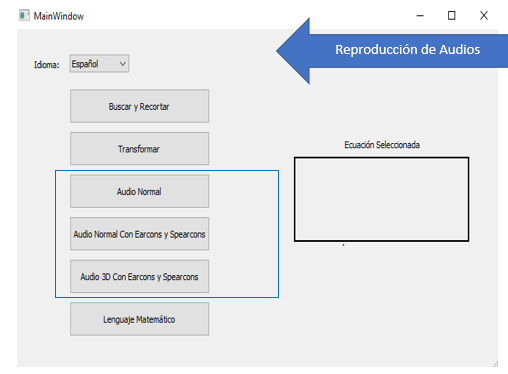 MainWindow
Reproducción de Audios
Idioma: Español
Buscar y Recortar
Transformar
Ecuación Seleccionada
Audio Normal
Audio Normal Con Earcons y Spearcons
Audio 3D Con Earcons y Spearcons
Lenguaje Matemático